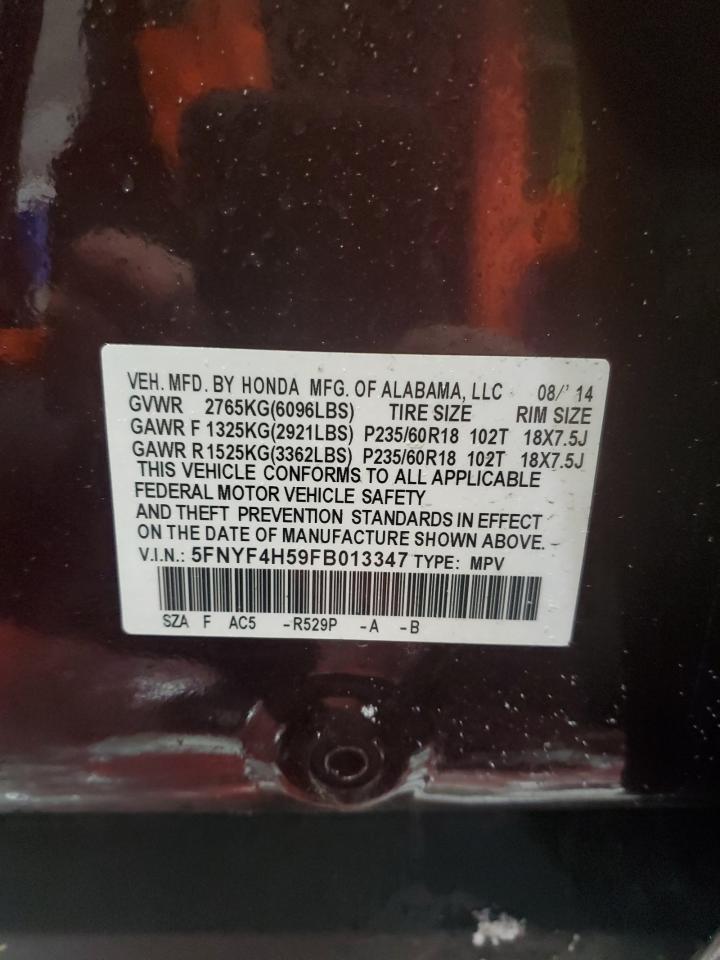 VEH. MFD. BY HONDA MFG. OF ALABAMA, LLC 08/' 14
GVWR 2765KG(6096LBS) TIRE SIZE RIM SIZE
GAWR F 1325KG(2921LBS) P235/60R18 102T 18X7.5J
GAWR R 1525KG(3362LBS) P235/60R18 102T 18X7.5J
THIS VEHICLE CONFORMS TO ALL APPLICABLE
FEDERAL MOTOR VEHICLE SAFETY
AND THEFT PREVENTION STANDARDS IN EFFECT
ON THE DATE OF MANUFACTURE SHOWN ABOVE.
V.I.N.: 5FNYF4H59FB013347 TYPE: MPV
SZA F AC5 -R529P -A -B